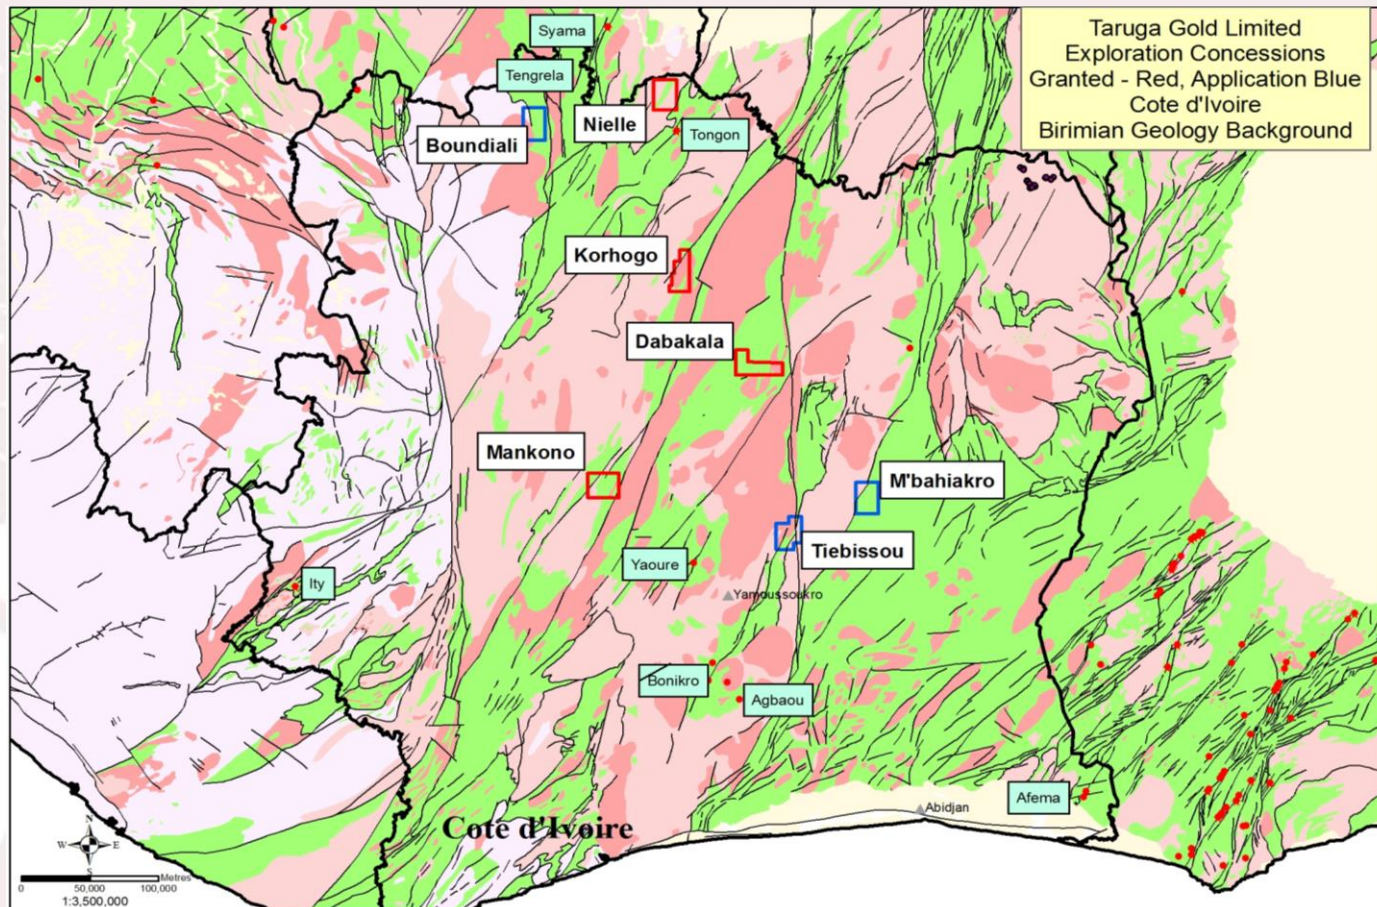 Taruga Gold Limited
Exploration Concessions
Granted - Red, Application Blue
Cote d'Ivoire
Birimian Geology Background
Syama
Tengrela
Nielle
Boundiali
Tongon
Korhogo
Dabakala
Mankono
M'bahiakro
Tiebissou
Yaoure
Ity
Yamoussoukro
Bonikro
Agbaou
Afema
Abidjan
Cote d'Ivoire
N
W E
S
Metres
0 50,000 100,000
1:3,500,000